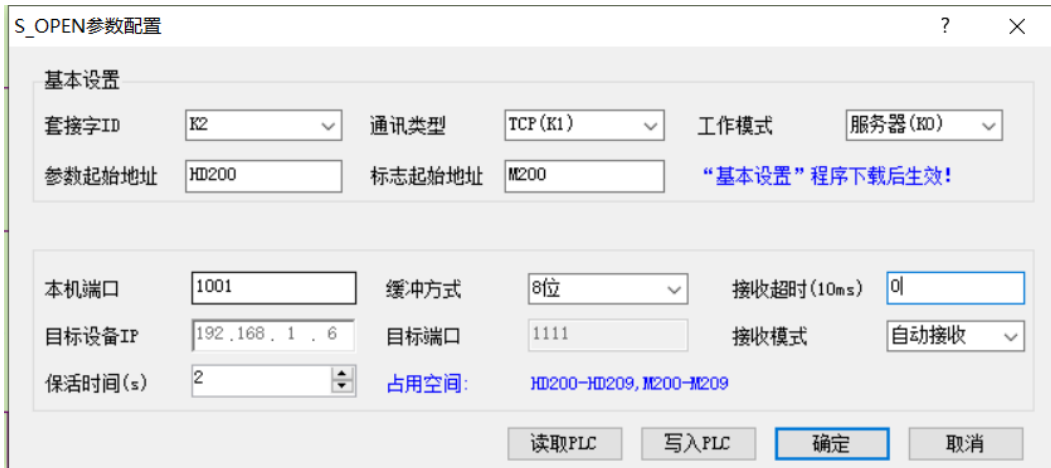 S_OPEN参数配置 ? ×
基本设置
套接字ID K2 通讯类型 TCP(K1) 工作模式 服务器(K0)
参数起始地址 HD200 标志起始地址 M200 “基本设置”程序下载后生效!
本机端口 1001 缓冲方式 8位 接收超时(10ms) 0
目标设备IP 192 . 168 . 1 . 6 目标端口 1111 接收模式 自动接收
保活时间(s) 2 占用空间: HD200-HD209,M200-M209
读取PLC 写入PLC 确定 取消